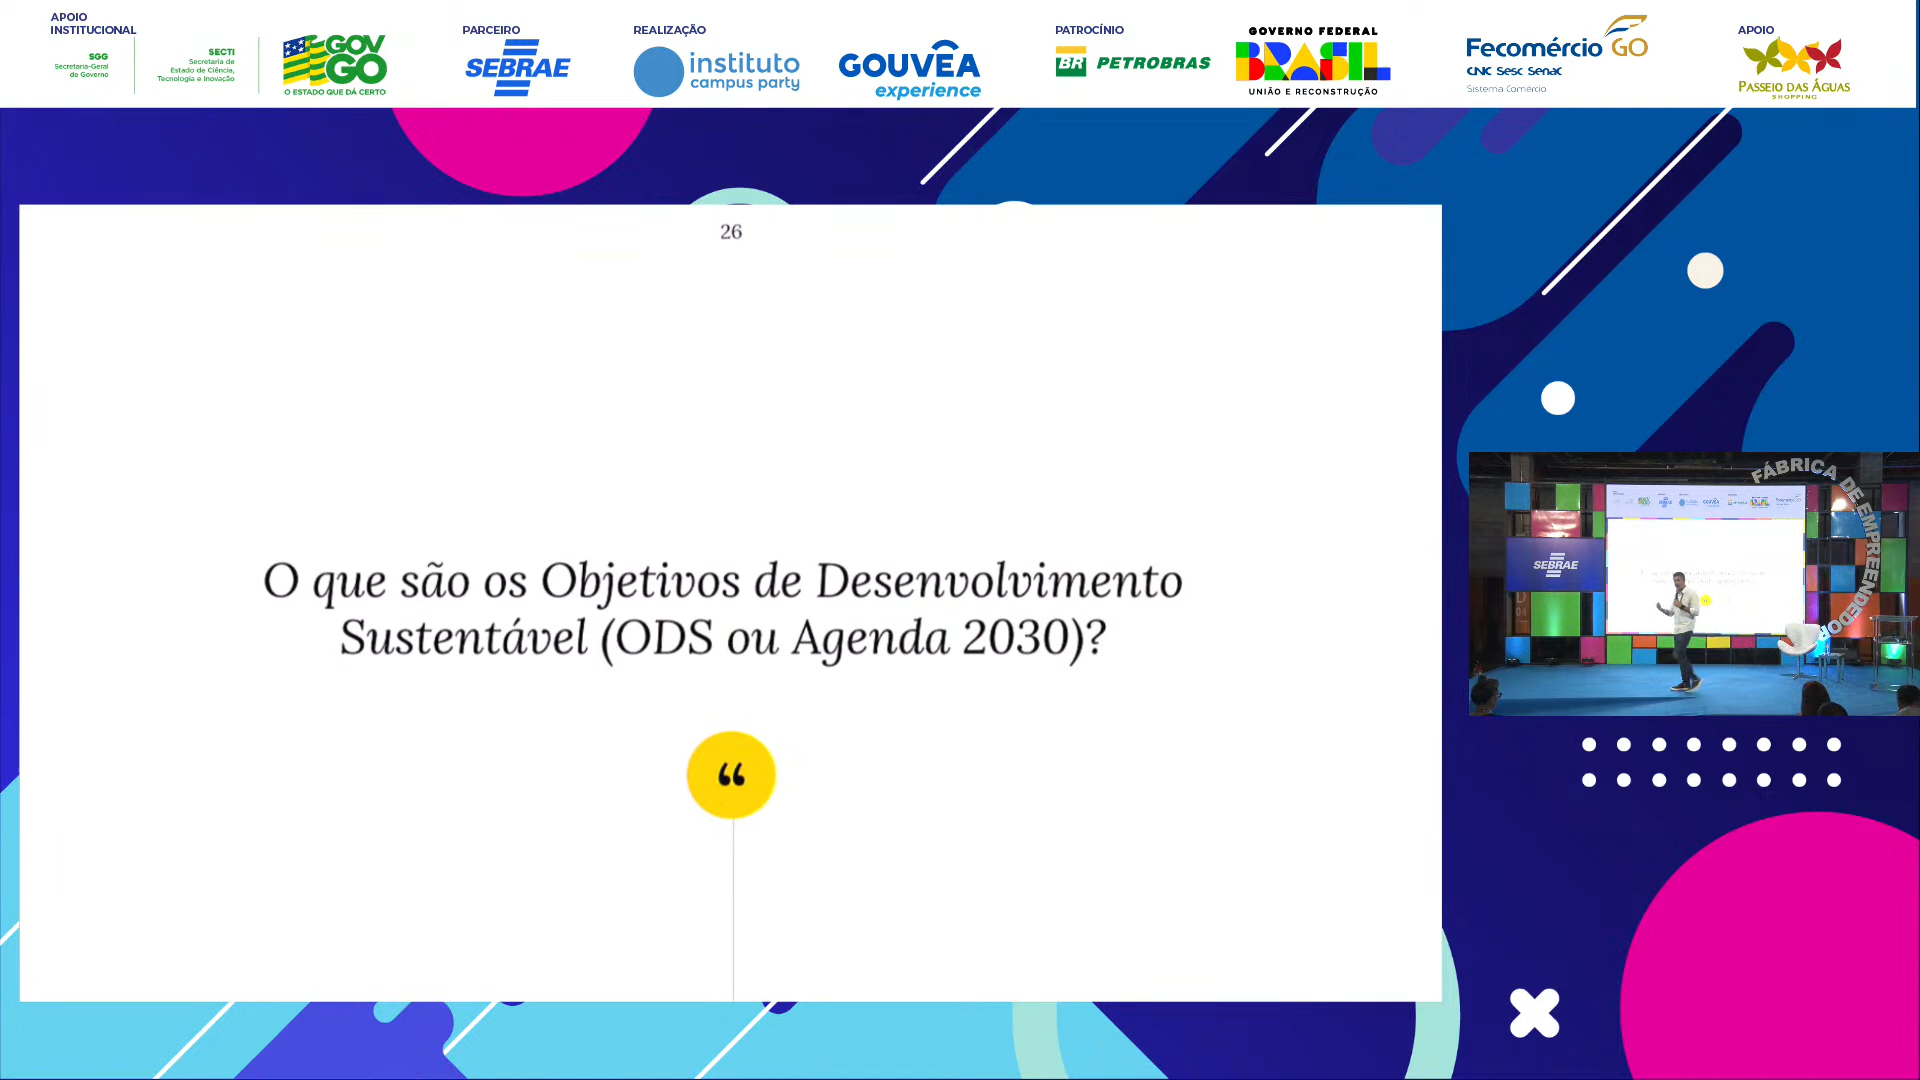 APOIO
INSTITUCIONAL
SGG
Secretaria-Geral
de Governo
SECTI
Secretaria de
Estado de Ciência,
Tecnologia e Inovação
GOV
GO
O ESTADO QUE DÁ CERTO
PARCEIRO
SEBRAE
REALIZAÇÃO
instituto
campus party
GOUVÊA
experience
PATROCÍNIO
BR PETROBRAS
GOVERNO FEDERAL
BRASIL
UNIÃO E RECONSTRUÇÃO
Fecomércio GO
CNC Sesc Senac
Sistema Comércio
APOIO
PASSEIO DAS ÁGUAS
SHOPPING
26
O que são os Objetivos de Desenvolvimento
Sustentável (ODS ou Agenda 2030)?
“
FÁBRICA DE EMPREENDEDOR
SEBRAE